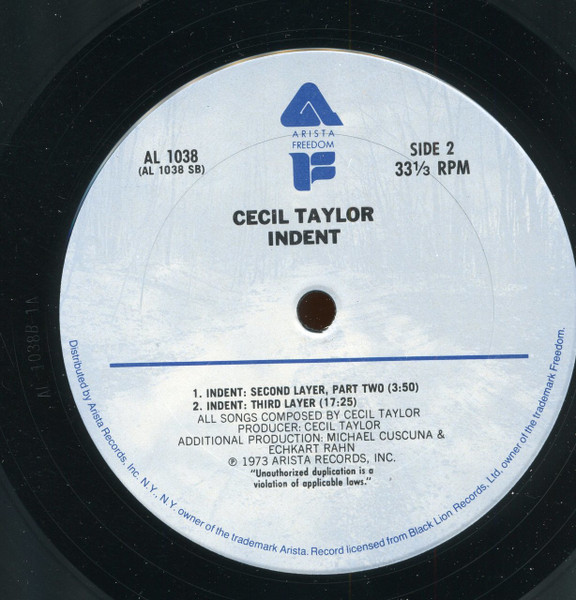 ARISTA
FREEDOM
AL 1038
(AL 1038 SB)
SIDE 2
33⅓ RPM
CECIL TAYLOR
INDENT
1. INDENT: SECOND LAYER, PART TWO (3:50)
2. INDENT: THIRD LAYER (17:25)
ALL SONGS COMPOSED BY CECIL TAYLOR
PRODUCER: CECIL TAYLOR
ADDITIONAL PRODUCTION: MICHAEL CUSCUNA &
ECHKART RAHN
℗ 1973 ARISTA RECORDS, INC.
"Unauthorized duplication is a
violation of applicable laws."
Distributed by Arista Records, Inc. N.Y., N.Y. owner of the trademark Arista. Record licensed from Black Lion Records, Ltd. owner of the trademark Freedom.